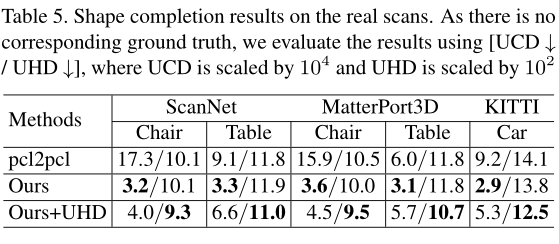 Table 5. Shape completion results on the real scans. As there is no
corresponding ground truth, we evaluate the results using [UCD ↓
/ UHD ↓], where UCD is scaled by 10⁴ and UHD is scaled by 10²
Methods ScanNet MatterPort3D KITTI
Chair Table Chair Table Car
pcl2pcl 17.3/10.1 9.1/11.8 15.9/10.5 6.0/11.8 9.2/14.1
Ours 3.2/10.1 3.3/11.9 3.6/10.0 3.1/11.8 2.9/13.8
Ours+UHD 4.0/9.3 6.6/11.0 4.5/9.5 5.7/10.7 5.3/12.5